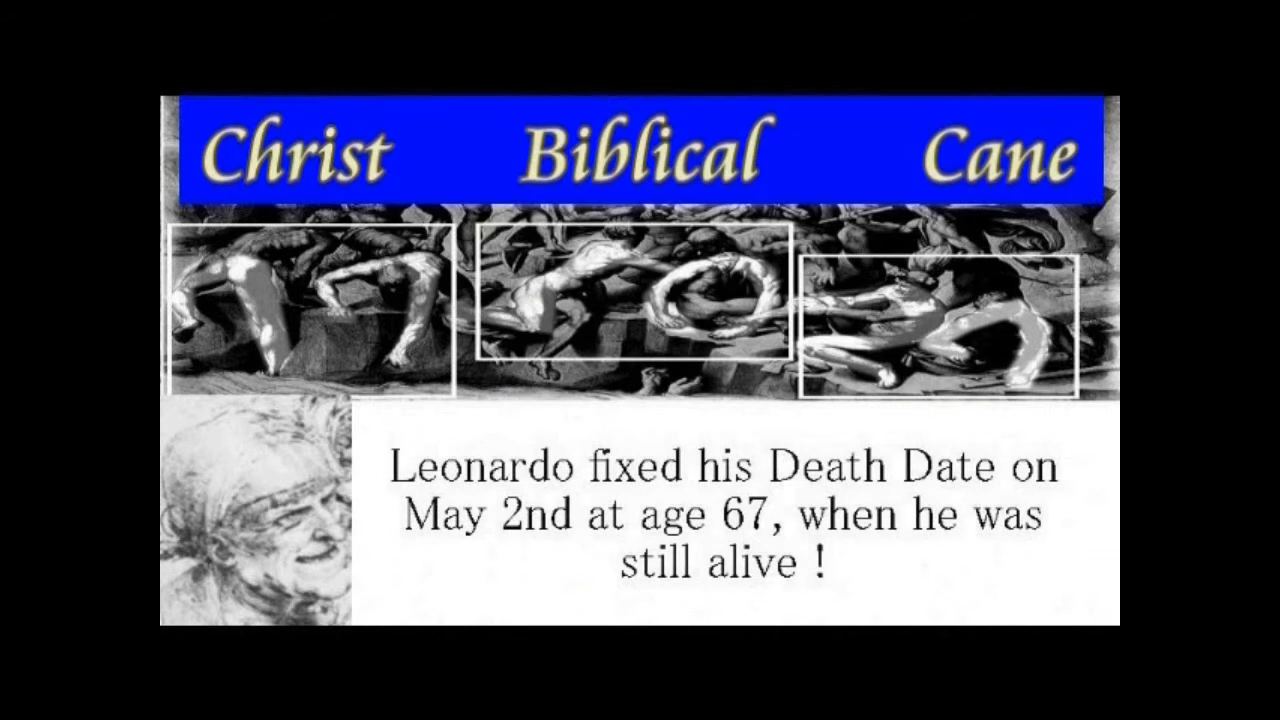 Christ Biblical Cane
Leonardo fixed his Death Date on
May 2nd at age 67, when he was
still alive !